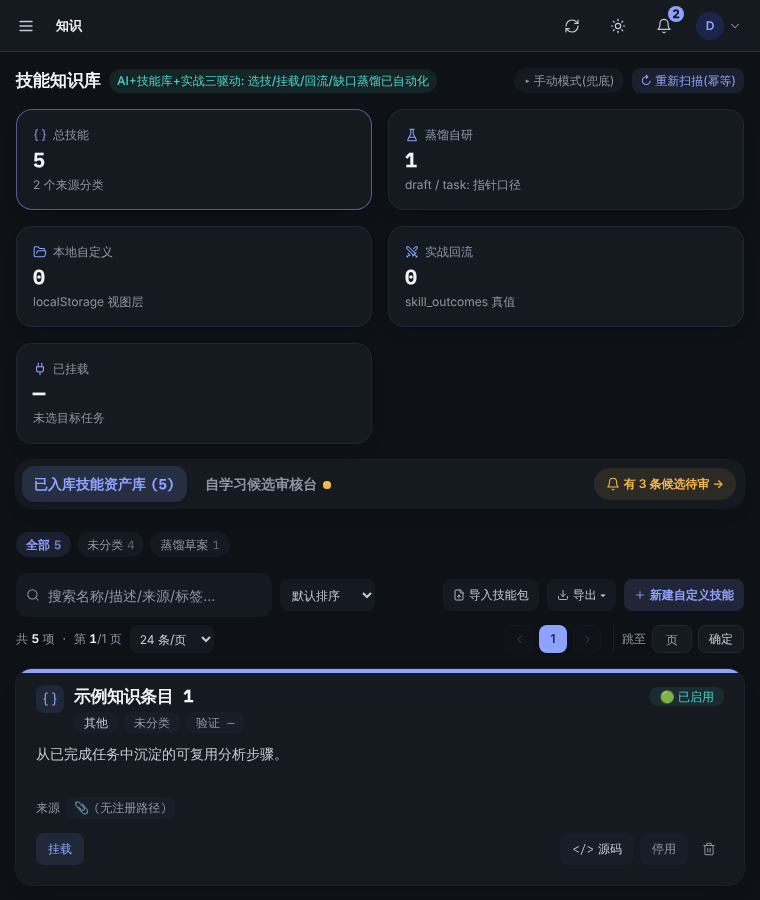 知识
2
D
技能知识库
AI+技能库+实战三驱动: 选技/挂载/回流/缺口蒸馏已自动化
手动模式(兜底)
重新扫描(幂等)
总技能
5
2 个来源分类
蒸馏自研
1
draft / task: 指针口径
本地自定义
0
localStorage 视图层
实战回流
0
skill_outcomes 真值
已挂载
—
未选目标任务
已入库技能资产库 (5)
自学习候选审核台
有 3 条候选待审 →
全部 5
未分类 4
蒸馏草案 1
搜索名称/描述/来源/标签...
默认排序
导入技能包
导出
+ 新建自定义技能
共 5 项 · 第 1/1 页
24 条/页
1
跳至
页
确定
{ } 示例知识条目 1
已启用
其他
未分类
验证 —
从已完成任务中沉淀的可复用分析步骤。
来源
(无注册路径)
挂载
</> 源码
停用